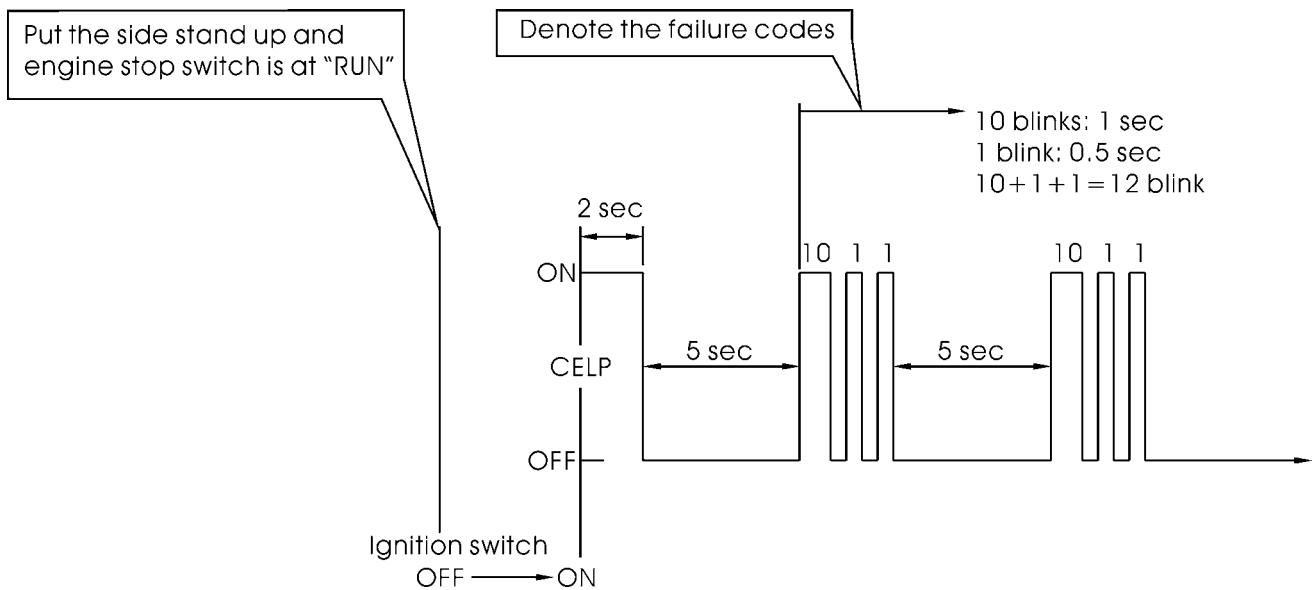 Put the side stand up and
engine stop switch is at “RUN”
Denote the failure codes
10 blinks: 1 sec
1 blink: 0.5 sec
10+1+1=12 blink
2 sec
10 1 1
10 1 1
ON
5 sec
5 sec
CELP
OFF
Ignition switch
OFF
ON